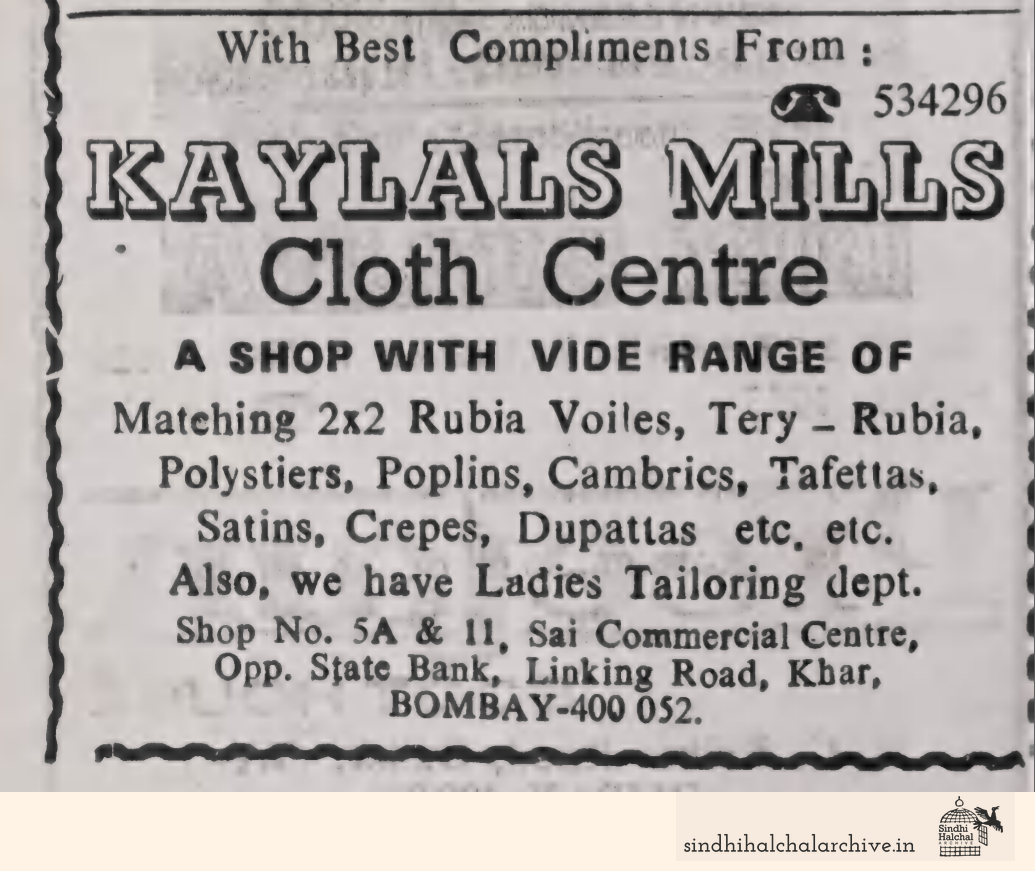 With Best Compliments From :
534296
KAYLALS MILLS
Cloth Centre
A SHOP WITH VIDE RANGE OF
Matching 2x2 Rubia Voiles, Tery – Rubia,
Polystiers, Poplins, Cambrics, Tafettas,
Satins, Crepes, Dupattas etc. etc.
Also, we have Ladies Tailoring dept.
Shop No. 5A & 11, Sai Commercial Centre,
Opp. State Bank, Linking Road, Khar,
BOMBAY-400 052.
sindhihalchalarchive.in
Sindhi
Halchal
ARCHIVE